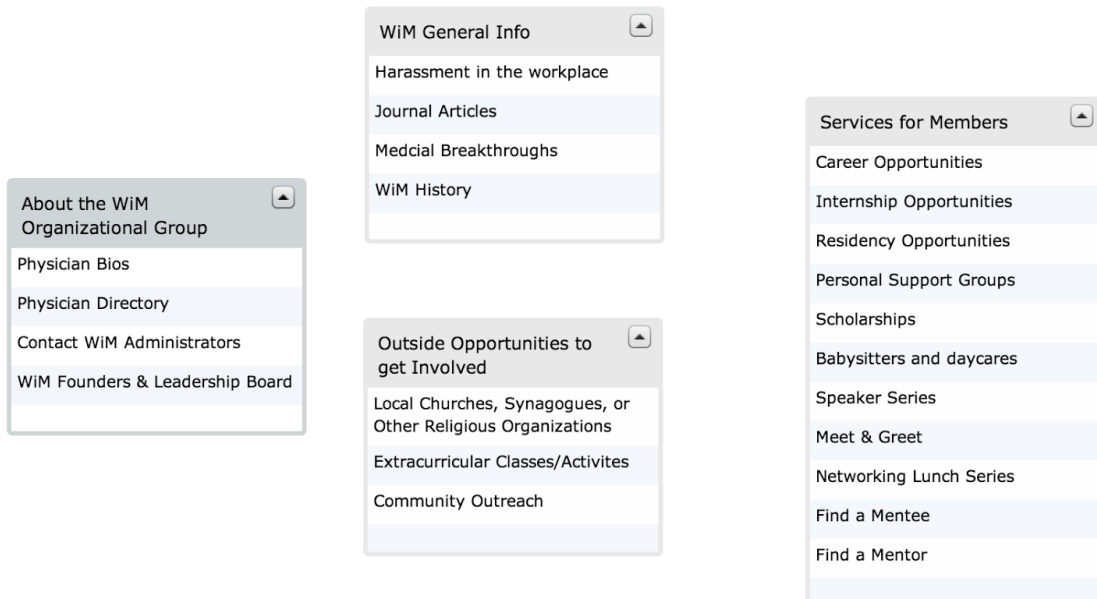 WiM General Info
Harassment in the workplace
Journal Articles
Medcial Breakthroughs
WiM History
About the WiM
Organizational Group
Physician Bios
Physician Directory
Contact WiM Administrators
WiM Founders & Leadership Board
Outside Opportunities to
get Involved
Local Churches, Synagogues, or
Other Religious Organizations
Extracurricular Classes/Activites
Community Outreach
Services for Members
Career Opportunities
Internship Opportunities
Residency Opportunities
Personal Support Groups
Scholarships
Babysitters and daycares
Speaker Series
Meet & Greet
Networking Lunch Series
Find a Mentee
Find a Mentor